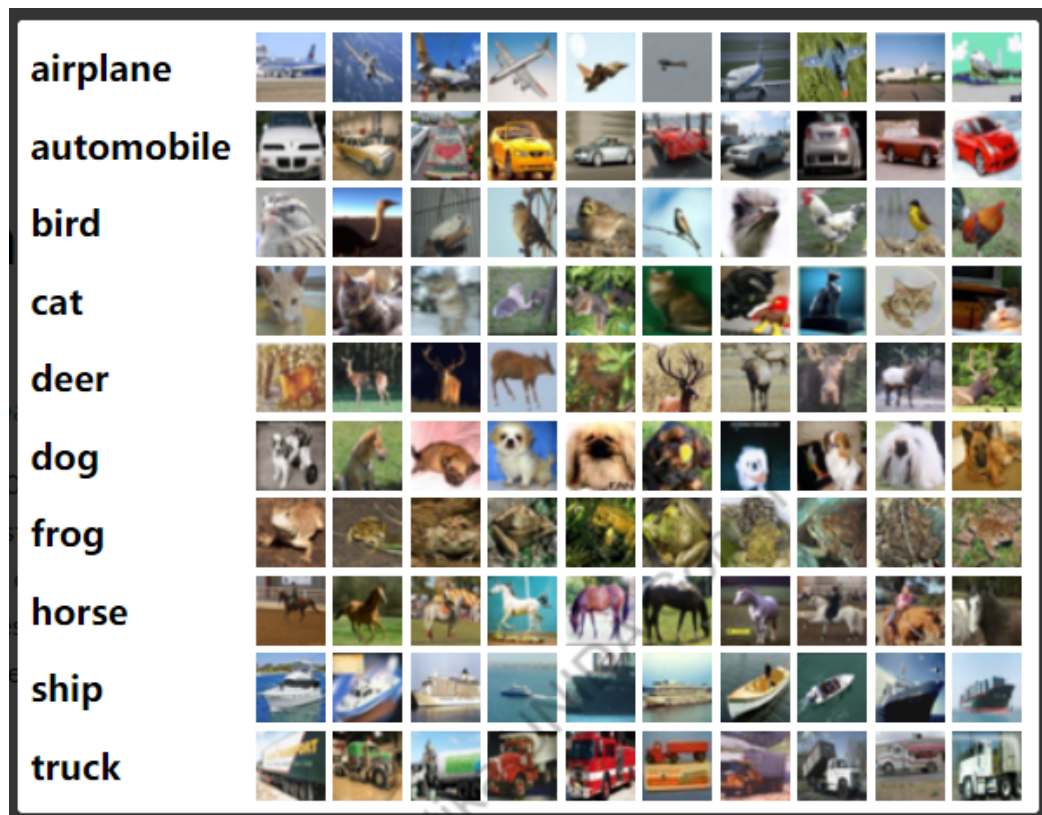 airplane
automobile
bird
cat
deer
dog
frog
horse
ship
truck